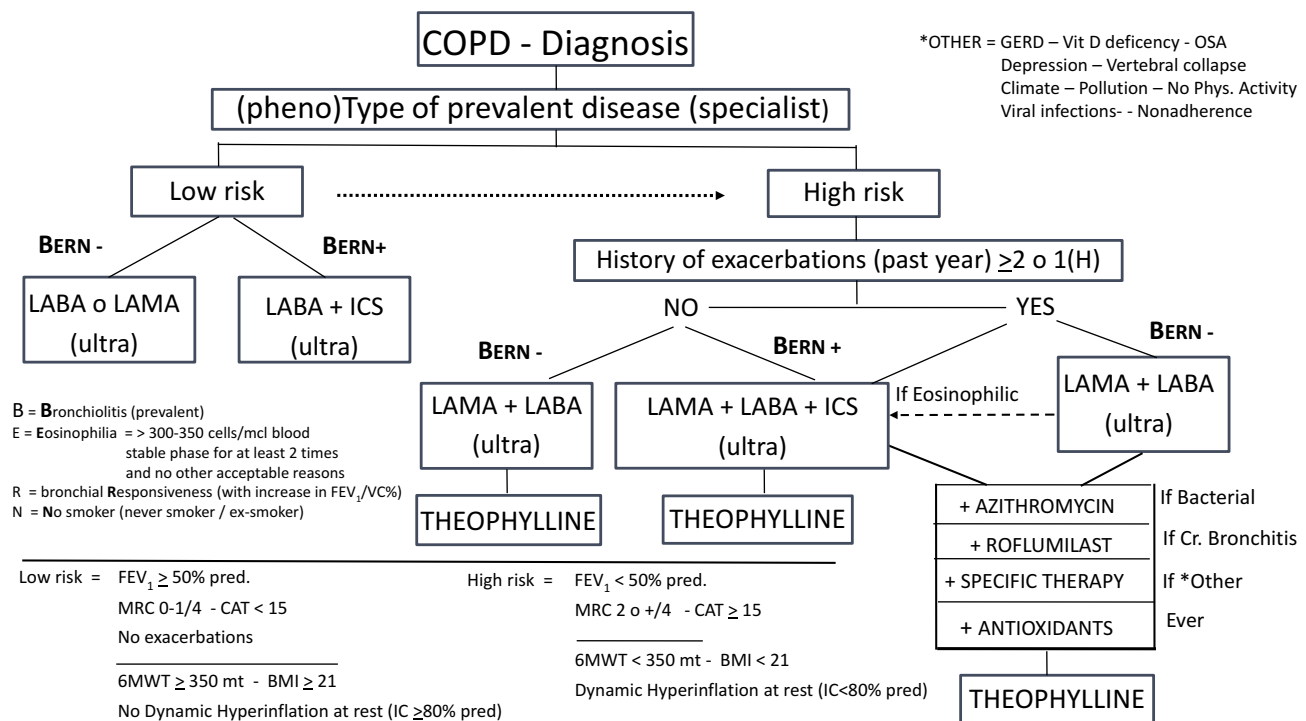 COPD - Diagnosis
*OTHER = GERD – Vit D deficency - OSA
Depression – Vertebral collapse
Climate – Pollution – No Phys. Activity
Viral infections- - Nonadherence
(pheno)Type of prevalent disease (specialist)
Low risk
High risk
BERN -
BERN+
History of exacerbations (past year) ≥2 o 1(H)
LABA o LAMA
(ultra)
LABA + ICS
(ultra)
NO
YES
BERN -
BERN +
BERN -
LAMA + LABA
(ultra)
LAMA + LABA + ICS
(ultra)
If Eosinophilic
LAMA + LABA
(ultra)
B = Bronchiolitis (prevalent)
E = Eosinophilia = > 300-350 cells/mcl blood
stable phase for at least 2 times
and no other acceptable reasons
R = bronchial Responsiveness (with increase in FEV₁/VC%)
N = No smoker (never smoker / ex-smoker)
THEOPHYLLINE
THEOPHYLLINE
+ AZITHROMYCIN
If Bacterial
+ ROFLUMILAST
If Cr. Bronchitis
+ SPECIFIC THERAPY
If *Other
+ ANTIOXIDANTS
Ever
THEOPHYLLINE
Low risk = FEV₁ ≥ 50% pred.
MRC 0-1/4 - CAT < 15
No exacerbations
6MWT ≥ 350 mt - BMI ≥ 21
No Dynamic Hyperinflation at rest (IC ≥80% pred)
High risk = FEV₁ < 50% pred.
MRC 2 o +/4 - CAT ≥ 15
6MWT < 350 mt - BMI < 21
Dynamic Hyperinflation at rest (IC<80% pred)